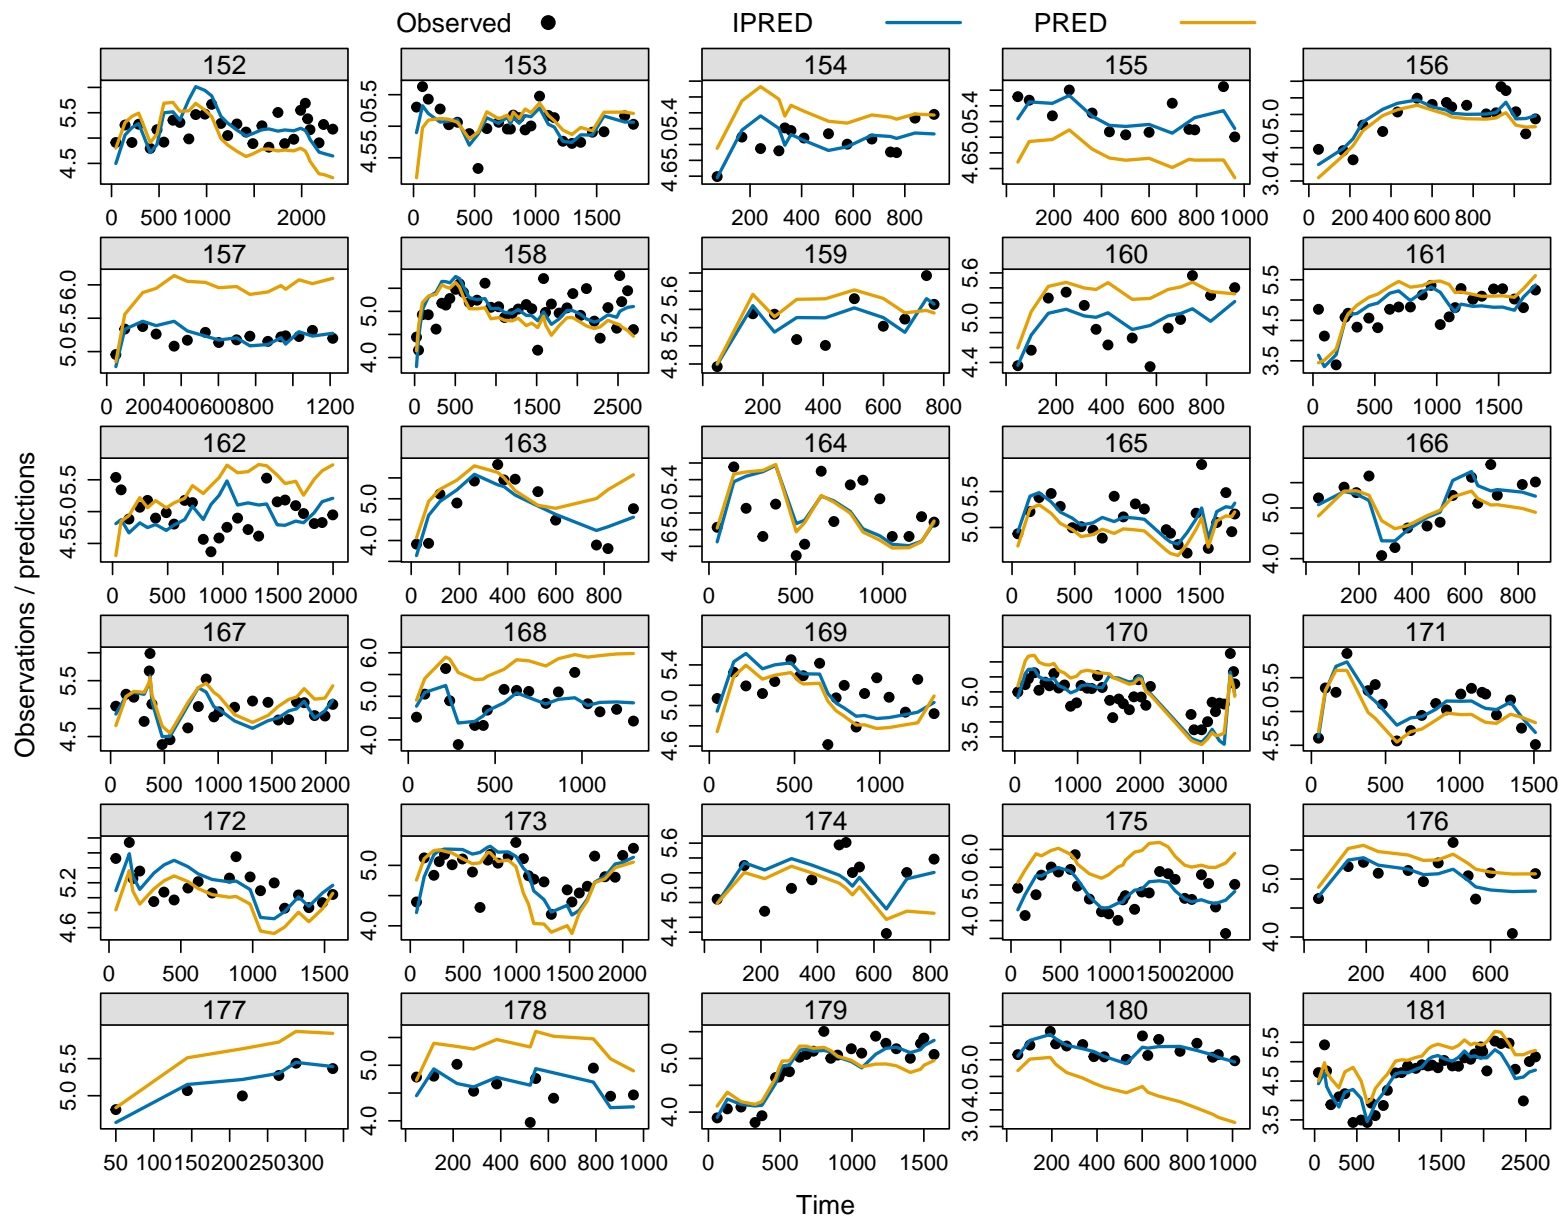 Observed IPRED PRED
152 153 154 155 156
4.5 5.5 4.55.05.5 4.65.05.4 4.65.05.4 3.04.05.0
0 500 1000 2000 0 500 1000 1500 200 400 600 800 200 400 600 800 1000 0 200 400 600 800
157 158 159 160 161
5.05.56.0 4.0 5.0 4.8 5.2 5.6 4.4 5.0 5.6 3.5 4.5 5.5
0 200400600800 1200 0 500 1500 2500 200 400 600 800 200 400 600 800 0 500 1000 1500
162 163 164 165 166
4.55.05.5 4.0 5.0 4.65.05.4 5.0 5.5 4.0 5.0
0 500 1000 1500 2000 0 200 400 600 800 0 500 1000 0 500 1000 1500 200 400 600 800
Observations / predictions
167 168 169 170 171
4.5 5.5 4.0 5.0 6.0 4.6 5.0 5.4 3.5 5.0 4.55.05.5
0 500 1000 1500 2000 0 500 1000 0 500 1000 0 1000 2000 3000 0 500 1000 1500
172 173 174 175 176
4.6 5.2 4.0 5.0 4.4 5.0 5.6 4.0 5.0 6.0 4.0 5.0
0 500 1000 1500 0 500 1000 1500 2000 200 400 600 800 0 500 1000 1500 2000 200 400 600
177 178 179 180 181
5.0 5.5 4.0 5.0 4.0 5.0 3.04.05.0 3.5 4.5 5.5
50 100 150 200 250 300 0 200 400 600 800 1000 0 500 1000 1500 0 200 400 600 800 1000 0 500 1500 2500
Time